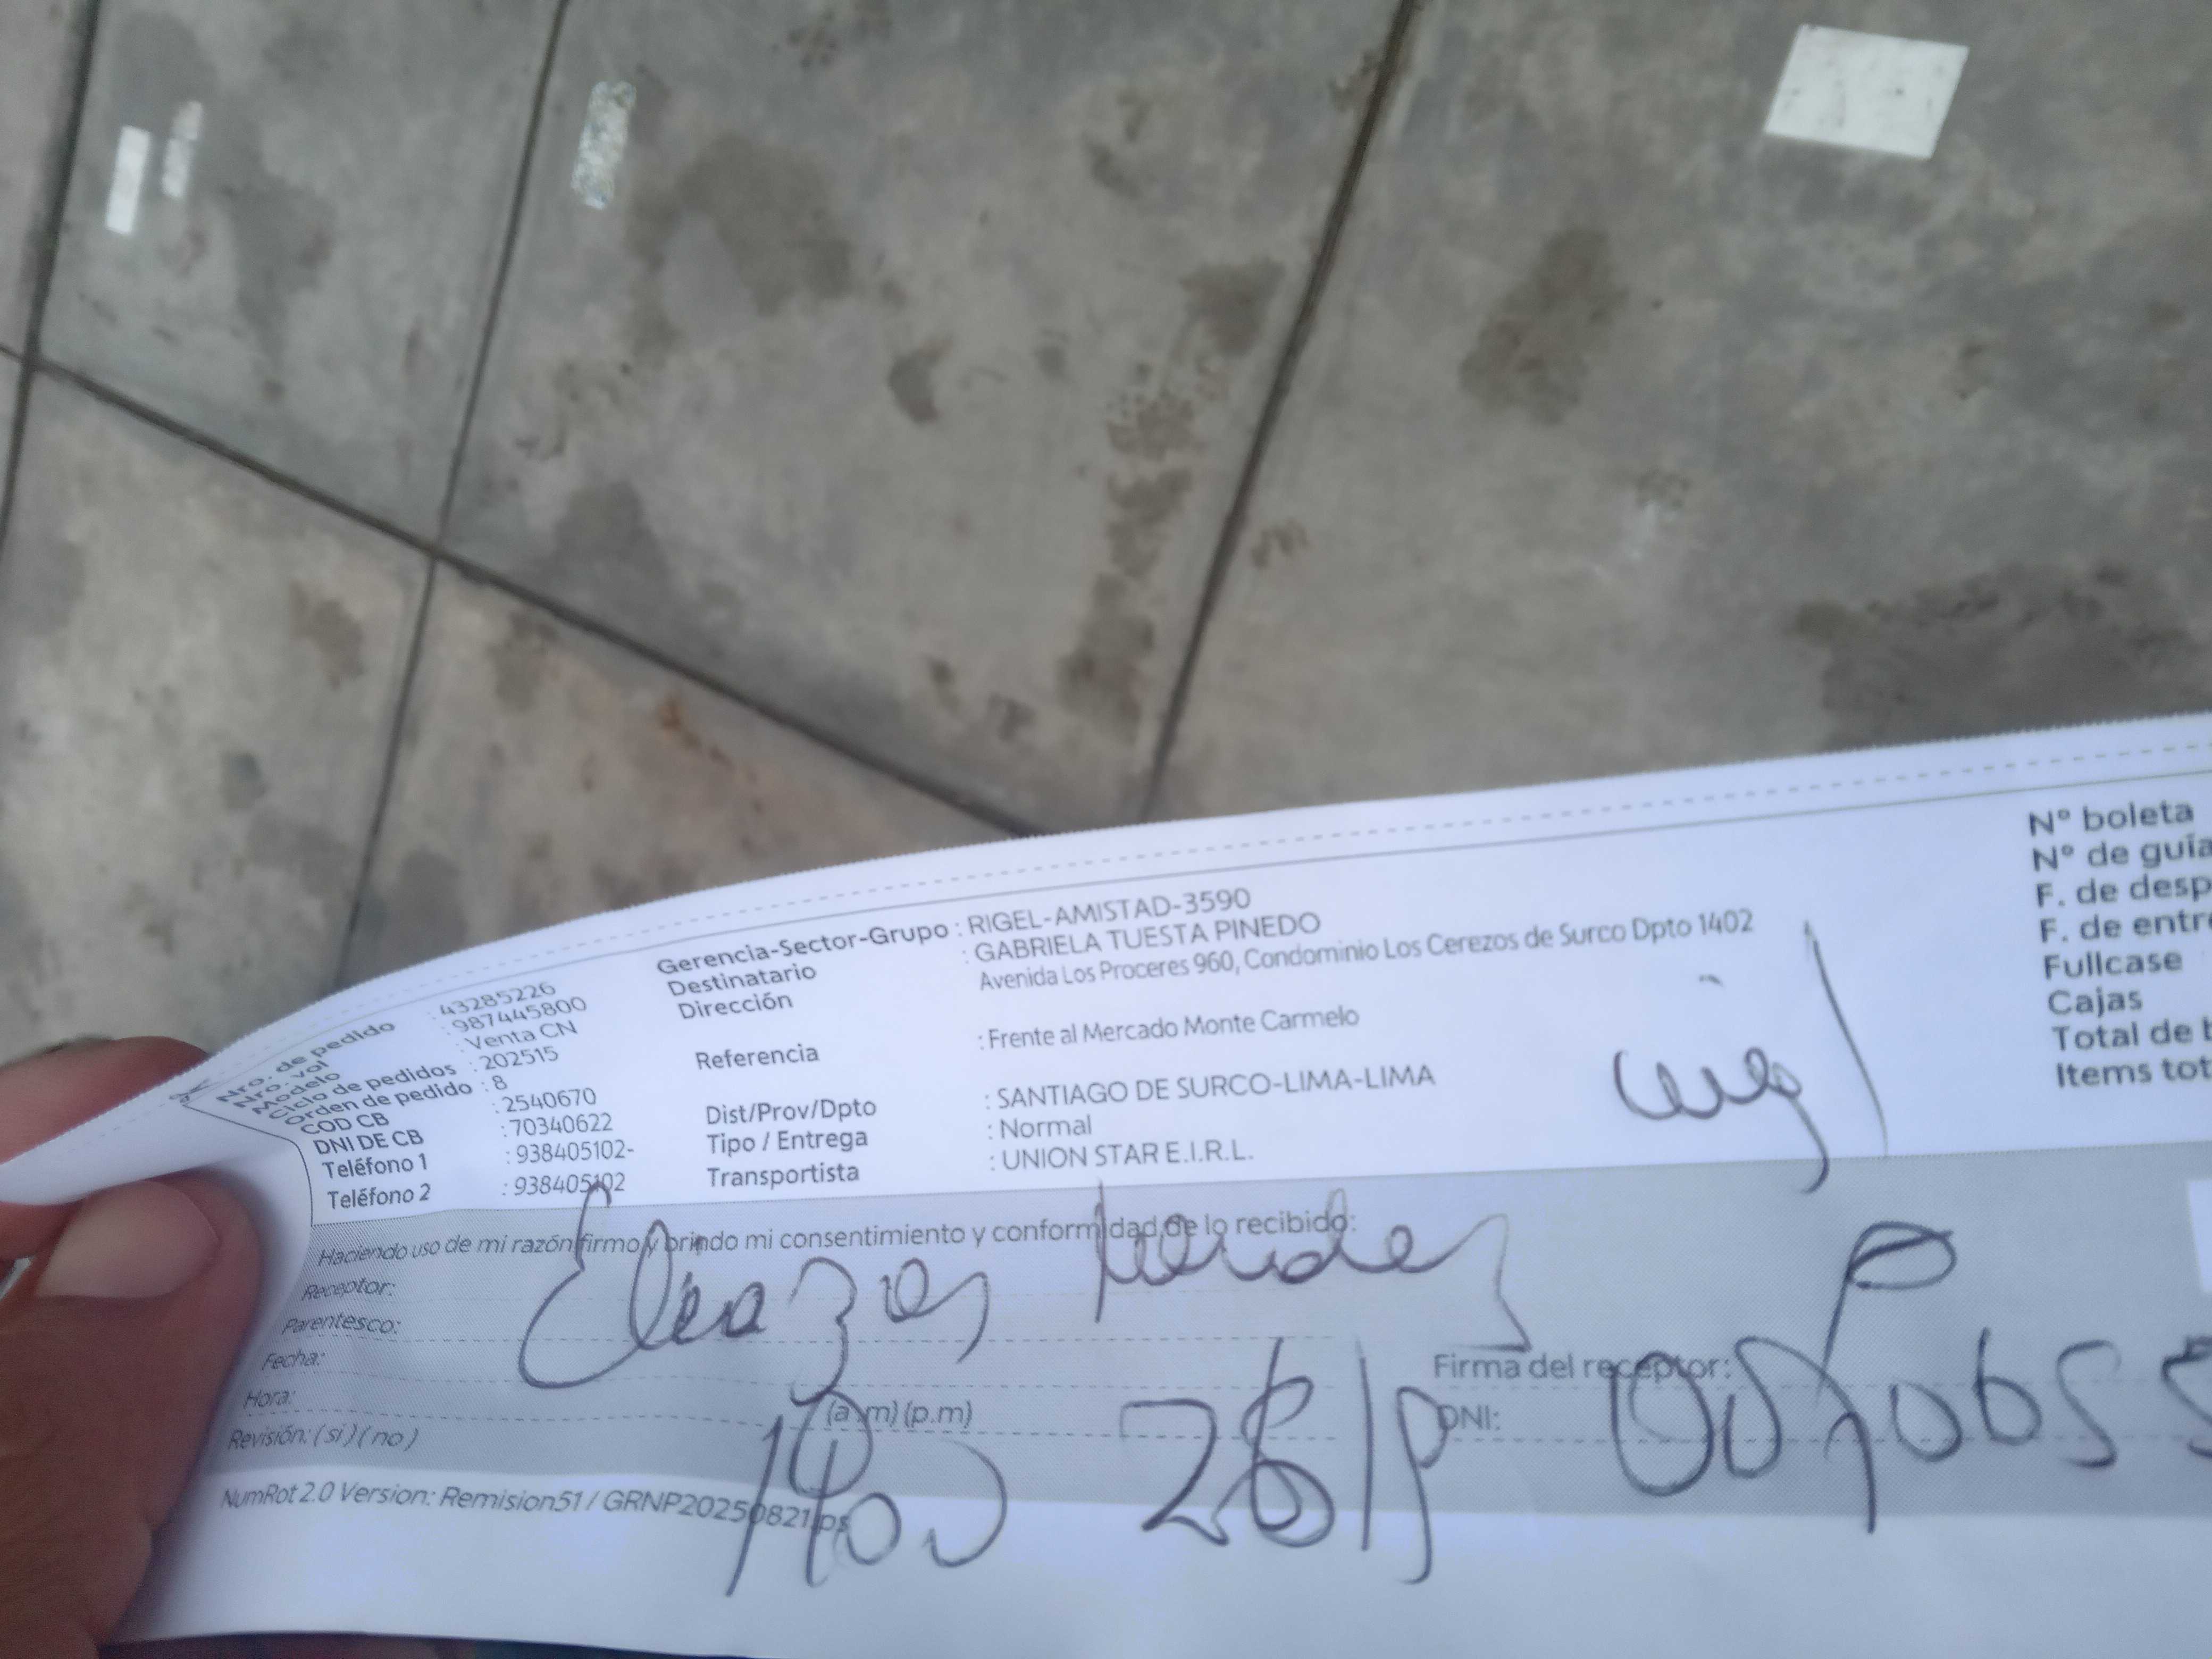 Nro. de pedido : 43285226
Nro. vol : 987445800
Modelo : Venta CN
Ciclo de pedidos : 202515
Orden de pedido : 8
COD CB : 2540670
DNI DE CB : 70340622
Teléfono 1 : 938405102-
Teléfono 2 : 938405102
Gerencia-Sector-Grupo : RIGEL-AMISTAD-3590
Destinatario : GABRIELA TUESTA PINEDO
Dirección Avenida Los Proceres 960, Condominio Los Cerezos de Surco Dpto 1402
Referencia : Frente al Mercado Monte Carmelo
Dist/Prov/Dpto : SANTIAGO DE SURCO-LIMA-LIMA
Tipo / Entrega : Normal
Transportista : UNION STAR E.I.R.L.
N° boleta
N° de guía
F. de desp
F. de entre
Fullcase
Cajas
Total de b
Items tot
Haciendo uso de mi razón firmo y brindo mi consentimiento y conformidad de lo recibido:
Receptor: Eleazar
Parentesco:
Fecha:
Hora: (a.m) (p.m)
Revisión: ( si ) ( no )
Firma del receptor:
DNI:
NumRot 2.0 Version: Remision51 / GRNP20250821.ps